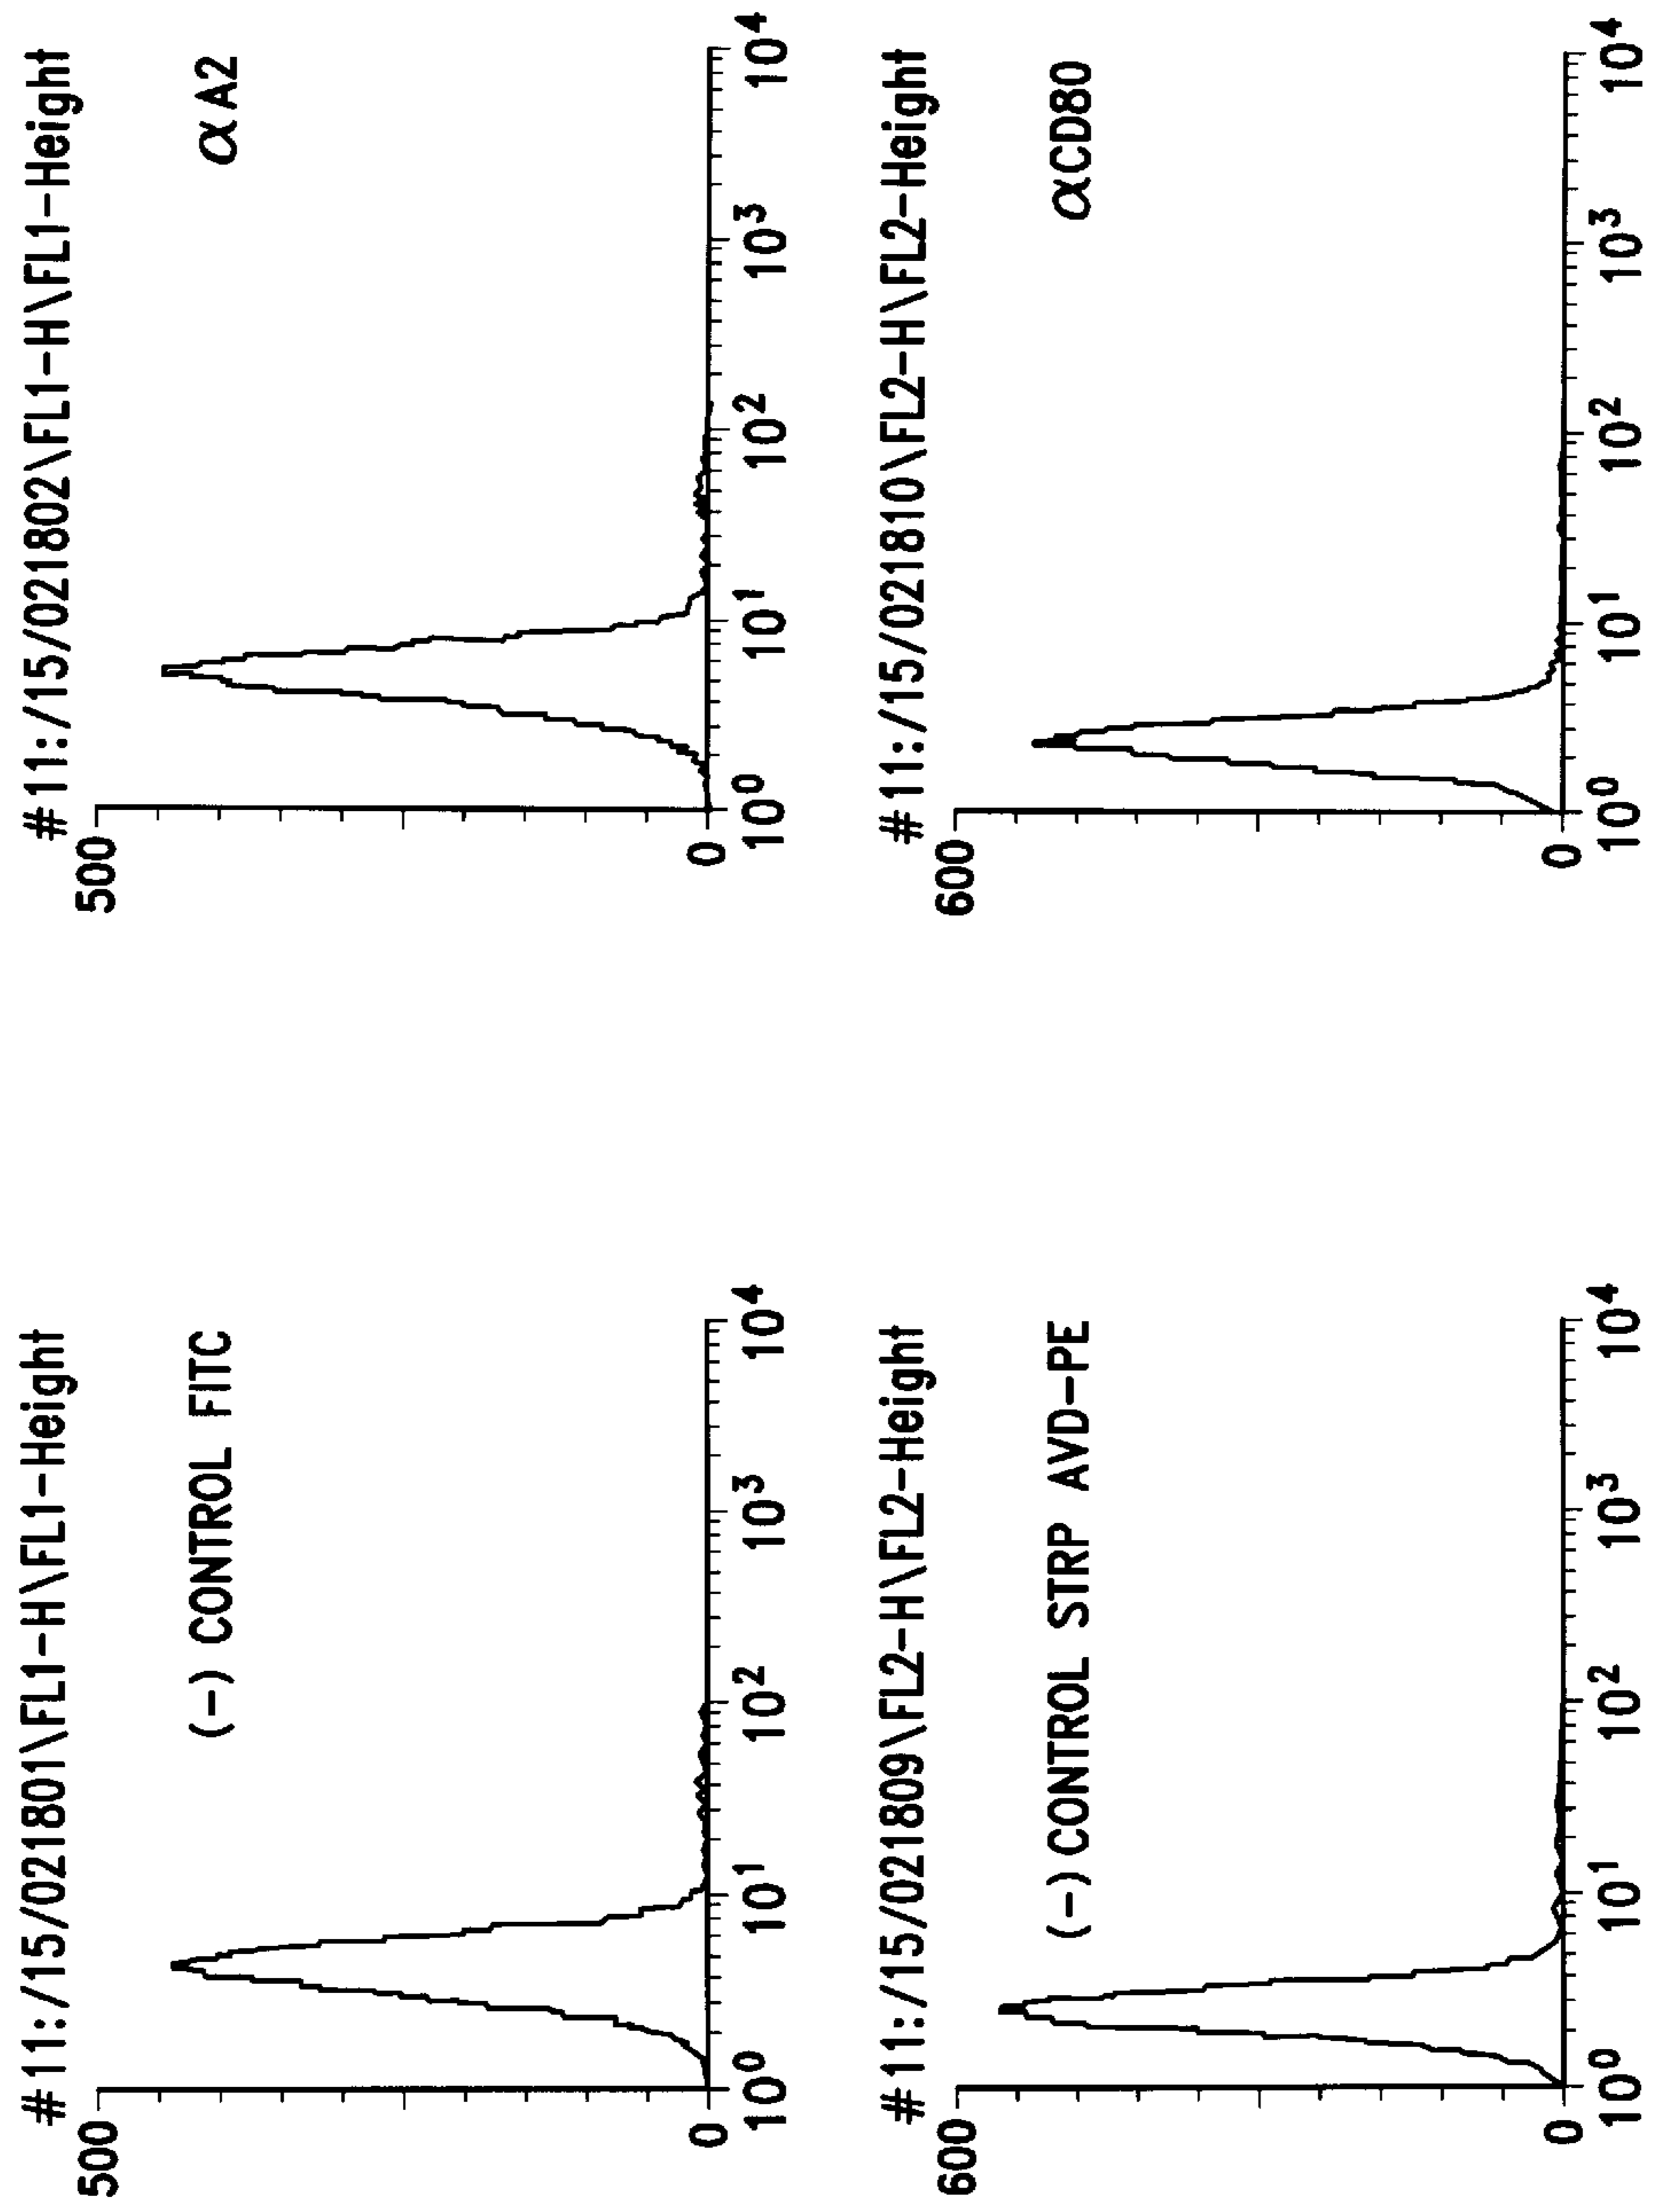 #11:/15/021801\FL1-H\FL1-Height
500
(-) CONTROL FITC
0
10⁰ 10¹ 10² 10³ 10⁴
#11:/15/021802\FL1-H\FL1-Height
500
αA2
0
10⁰ 10¹ 10² 10³ 10⁴
#11:/15/021809\FL2-H\FL2-Height
600
(-) CONTROL STRP AVD-PE
0
10⁰ 10¹ 10² 10³ 10⁴
#11:/15/021810\FL2-H\FL2-Height
600
αCD80
0
10⁰ 10¹ 10² 10³ 10⁴